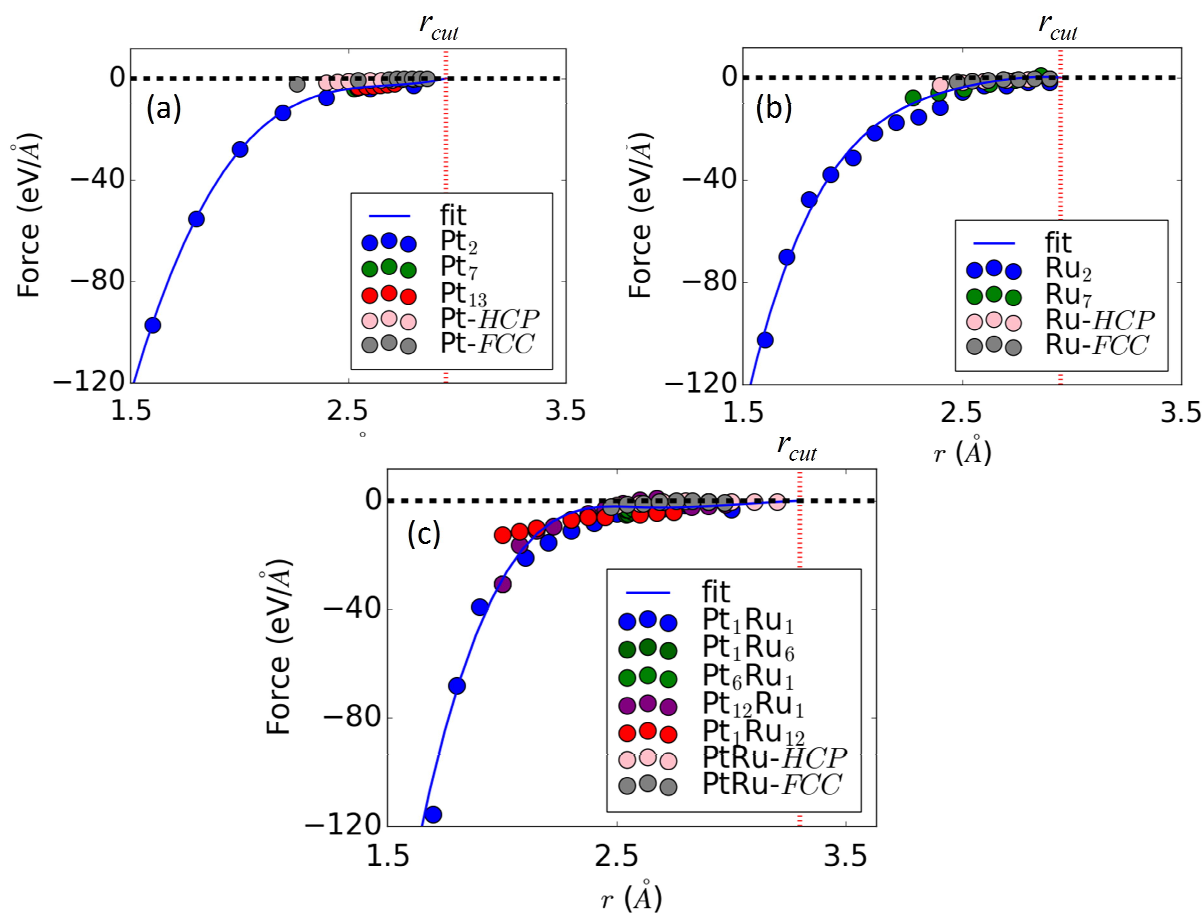 r_cut
r_cut
0
−40
−80
−120
Force (eV/Å)
(a)
fit
Pt₂
Pt₇
Pt₁₃
Pt-HCP
Pt-FCC
1.5 2.5 3.5
0
−40
−80
−120
Force (eV/Å)
(b)
fit
Ru₂
Ru₇
Ru-HCP
Ru-FCC
1.5 2.5 3.5
r (Å)
r_cut
0
−40
−80
−120
Force (eV/Å)
(c)
fit
Pt₁Ru₁
Pt₁Ru₆
Pt₆Ru₁
Pt₁₂Ru₁
Pt₁Ru₁₂
PtRu-HCP
PtRu-FCC
1.5 2.5 3.5
r (Å)